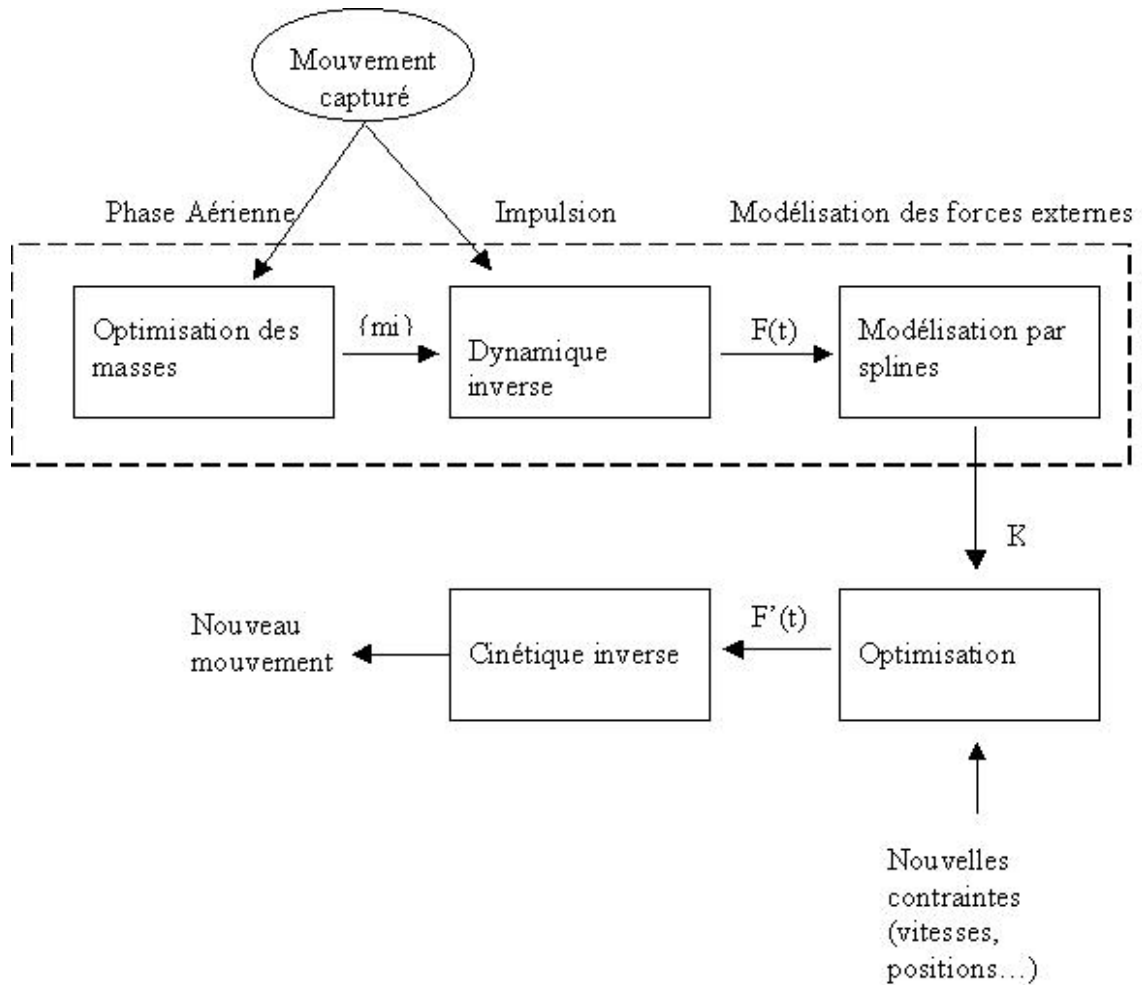 Mouvement
capturé
Phase Aérienne
Impulsion
Modélisation des forces externes
Optimisation des
masses
{mi}
Dynamique
inverse
F(t)
Modélisation par
splines
K
Nouveau
mouvement
Cinétique inverse
F’(t)
Optimisation
Nouvelles
contraintes
(vitesses,
positions…)